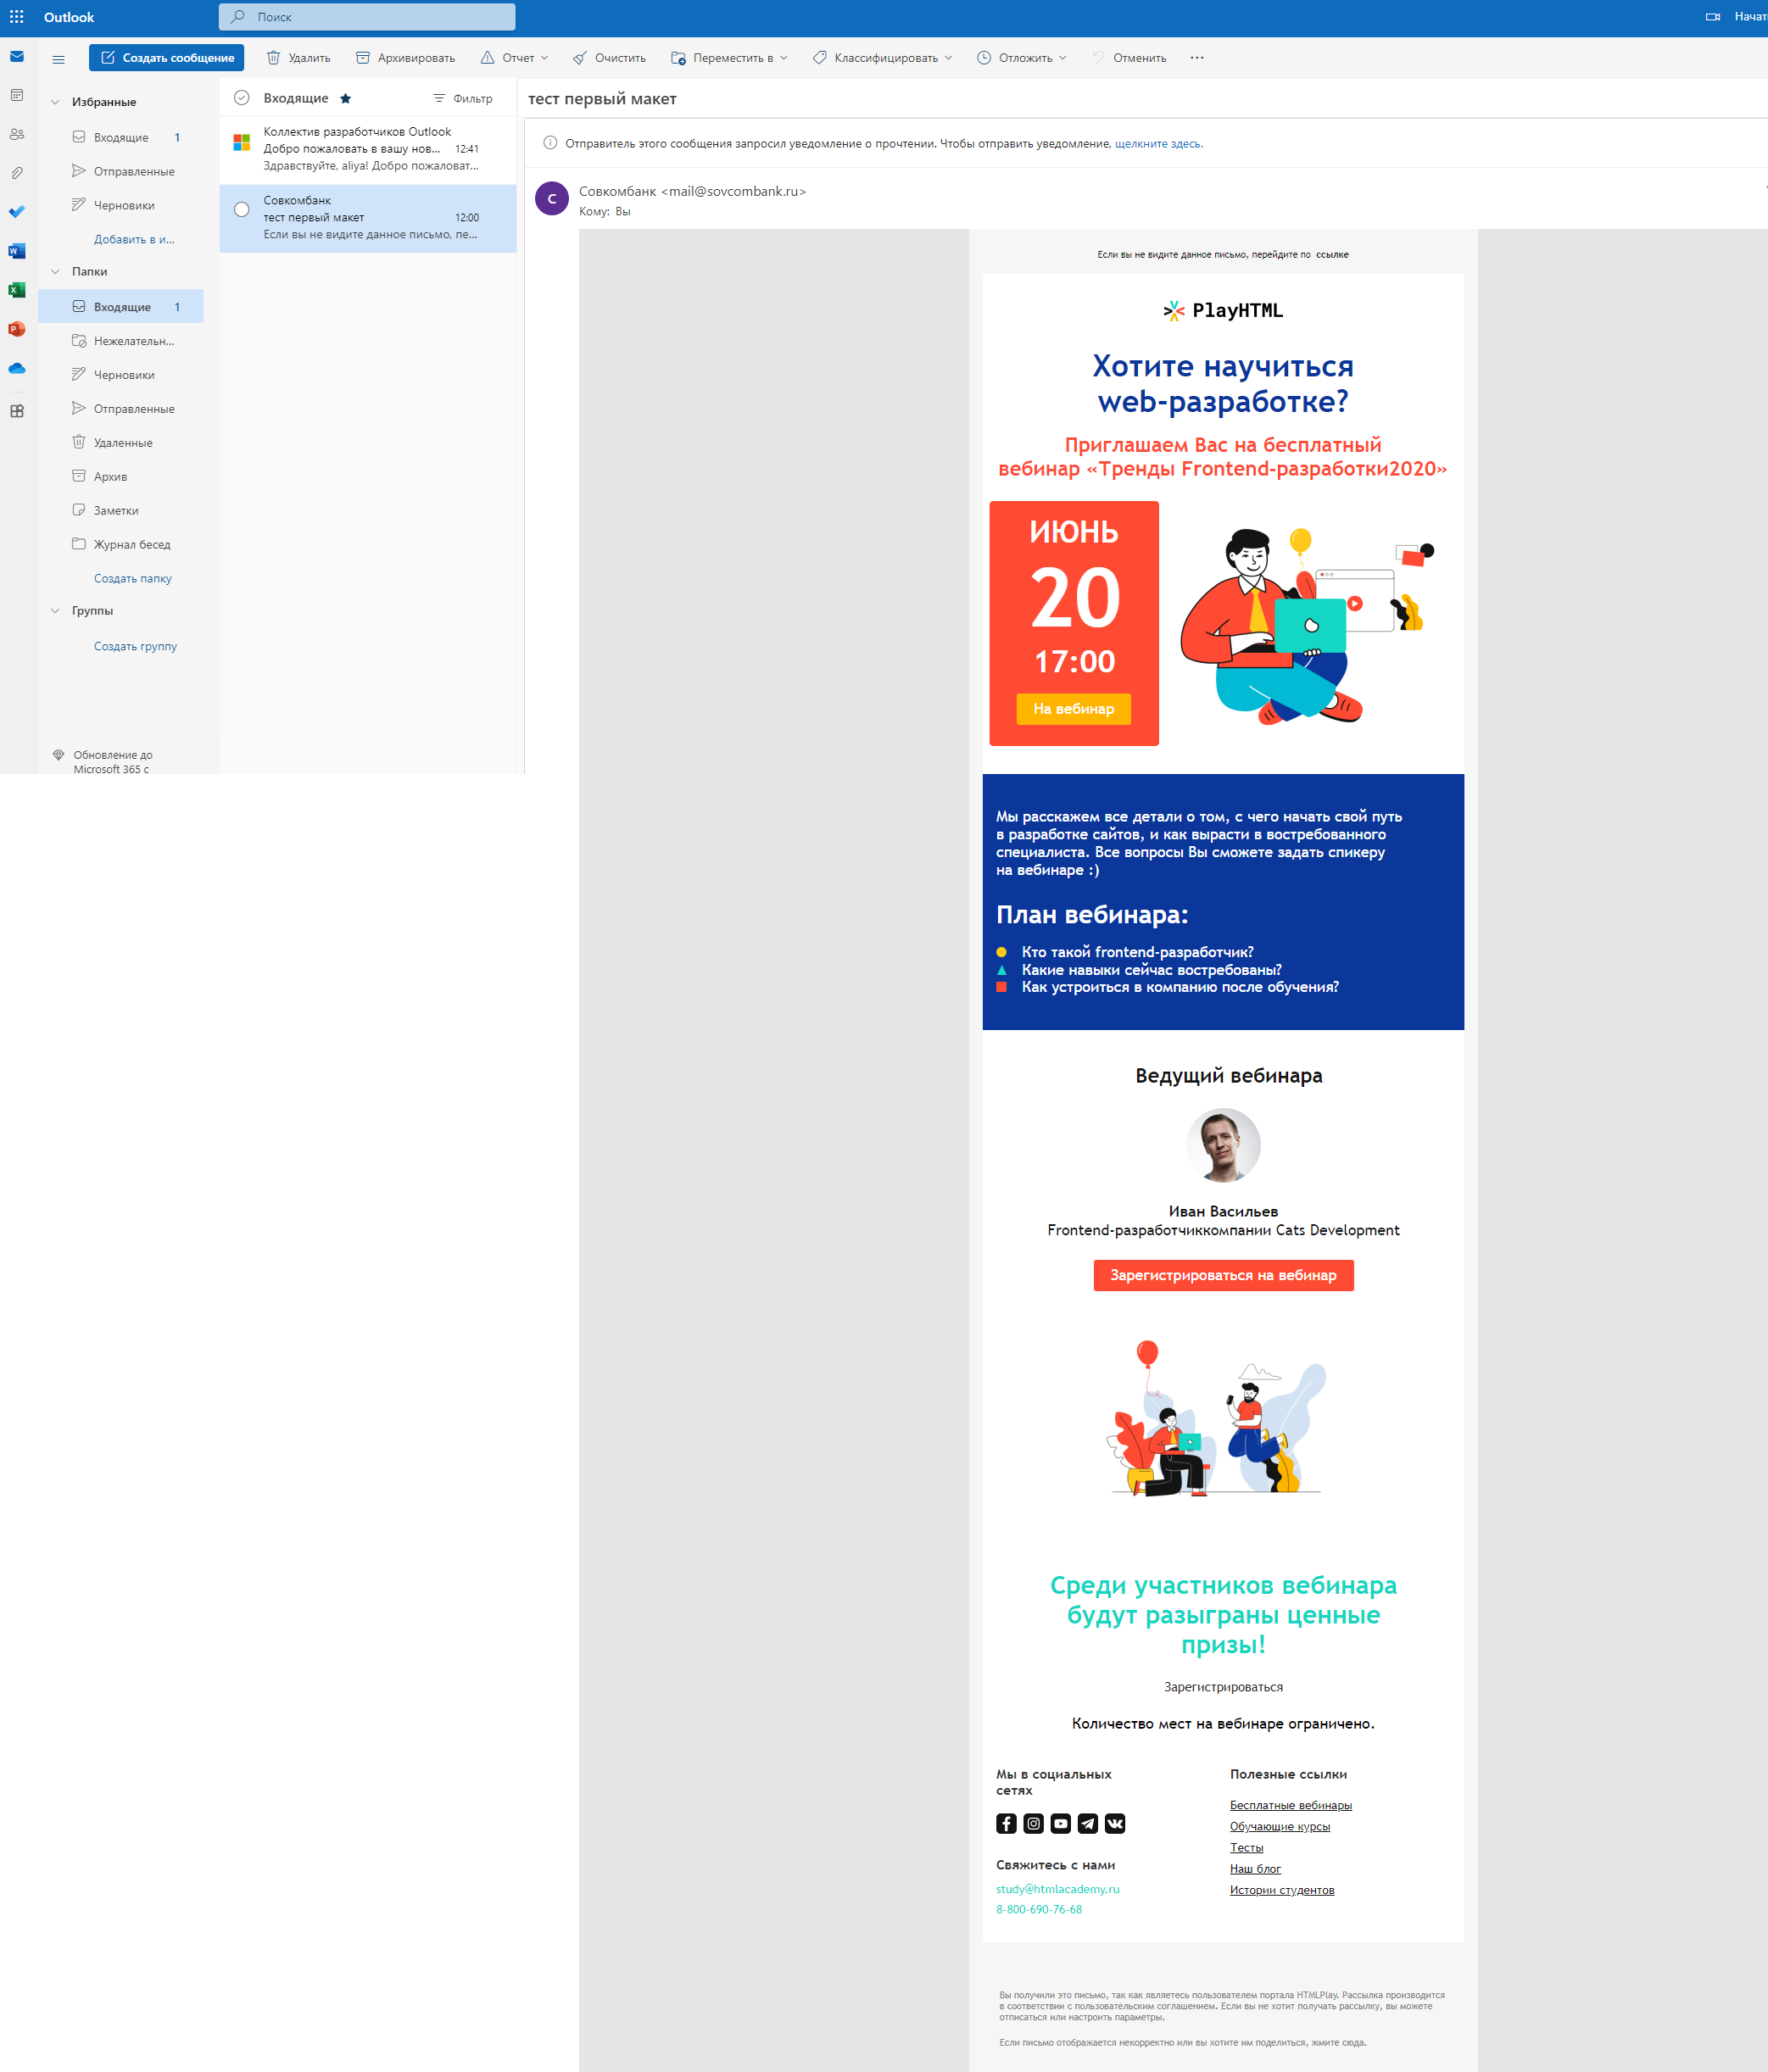 Outlook
Поиск
Создать сообщение
Удалить
Архивировать
Отчет
Очистить
Переместить в
Классифицировать
Отложить
Отменить
Избранные
Входящие 1
Отправленные
Черновики
Добавить в и...
Папки
Входящие 1
Нежелательн...
Черновики
Отправленные
Удаленные
Архив
Заметки
Журнал бесед
Создать папку
Группы
Создать группу
Обновление до
Microsoft 365 с
Входящие
Фильтр
Коллектив разработчиков Outlook
Добро пожаловать в вашу нов... 12:41
Здравствуйте, aliya! Добро пожаловат...
Совкомбанк
тест первый макет 12:00
Если вы не видите данное письмо, пе...
тест первый макет
Отправитель этого сообщения запросил уведомление о прочтении. Чтобы отправить уведомление, щелкните здесь.
С
Совкомбанк <mail@sovcombank.ru>
Кому: Вы
Если вы не видите данное письмо, перейдите по ссылке
PlayHTML
Хотите научиться
web-разработке?
Приглашаем Вас на бесплатный
вебинар «Тренды Frontend-разработки2020»
ИЮНЬ
20
17:00
На вебинар
Мы расскажем все детали о том, с чего начать свой путь
в разработке сайтов, и как вырасти в востребованного
специалиста. Все вопросы Вы сможете задать спикеру
на вебинаре :)
План вебинара:
Кто такой frontend-разработчик?
Какие навыки сейчас востребованы?
Как устроиться в компанию после обучения?
Ведущий вебинара
Иван Васильев
Frontend-разработчиккомпании Cats Development
Зарегистрироваться на вебинар
Среди участников вебинара
будут разыграны ценные
призы!
Зарегистрироваться
Количество мест на вебинаре ограничено.
Мы в социальных
сетях
Свяжитесь с нами
study@htmlacademy.ru
8-800-690-76-68
Полезные ссылки
Бесплатные вебинары
Обучающие курсы
Тесты
Наш блог
Истории студентов
Вы получили это письмо, так как являетесь пользователем портала HTMLPlay. Рассылка производится
в соответствии с пользовательским соглашением. Если вы не хотит получать рассылку, вы можете
отписаться или настроить параметры.
Если письмо отображается некорректно или вы хотите им поделиться, жмите сюда.